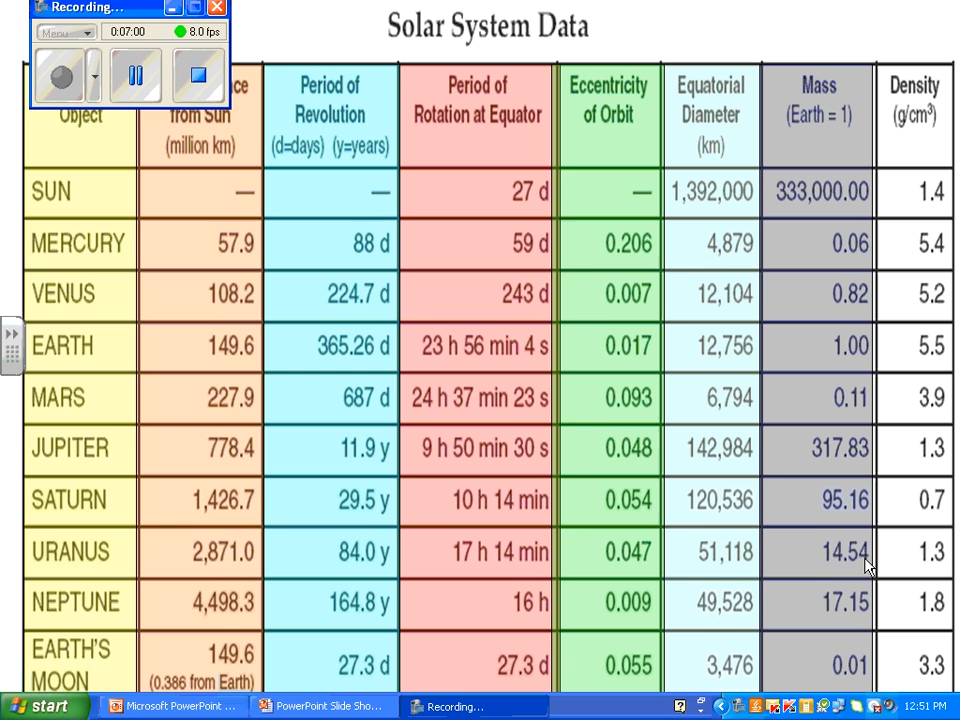 Recording...
Menu 0:07:00 8.0 fps
Solar System Data
Object
from Sun
(million km)
Period of
Revolution
(d=days) (y=years)
Period of
Rotation at Equator
Eccentricity
of Orbit
Equatorial
Diameter
(km)
Mass
(Earth = 1)
Density
(g/cm³)
SUN — — 27 d — 1,392,000 333,000.00 1.4
MERCURY 57.9 88 d 59 d 0.206 4,879 0.06 5.4
VENUS 108.2 224.7 d 243 d 0.007 12,104 0.82 5.2
EARTH 149.6 365.26 d 23 h 56 min 4 s 0.017 12,756 1.00 5.5
MARS 227.9 687 d 24 h 37 min 23 s 0.093 6,794 0.11 3.9
JUPITER 778.4 11.9 y 9 h 50 min 30 s 0.048 142,984 317.83 1.3
SATURN 1,426.7 29.5 y 10 h 14 min 0.054 120,536 95.16 0.7
URANUS 2,871.0 84.0 y 17 h 14 min 0.047 51,118 14.54 1.3
NEPTUNE 4,498.3 164.8 y 16 h 0.009 49,528 17.15 1.8
EARTH'S
MOON 149.6
(0.386 from Earth) 27.3 d 27.3 d 0.055 3,476 0.01 3.3
start Microsoft PowerPoint ... PowerPoint Slide Sho... Recording... 12:51 PM